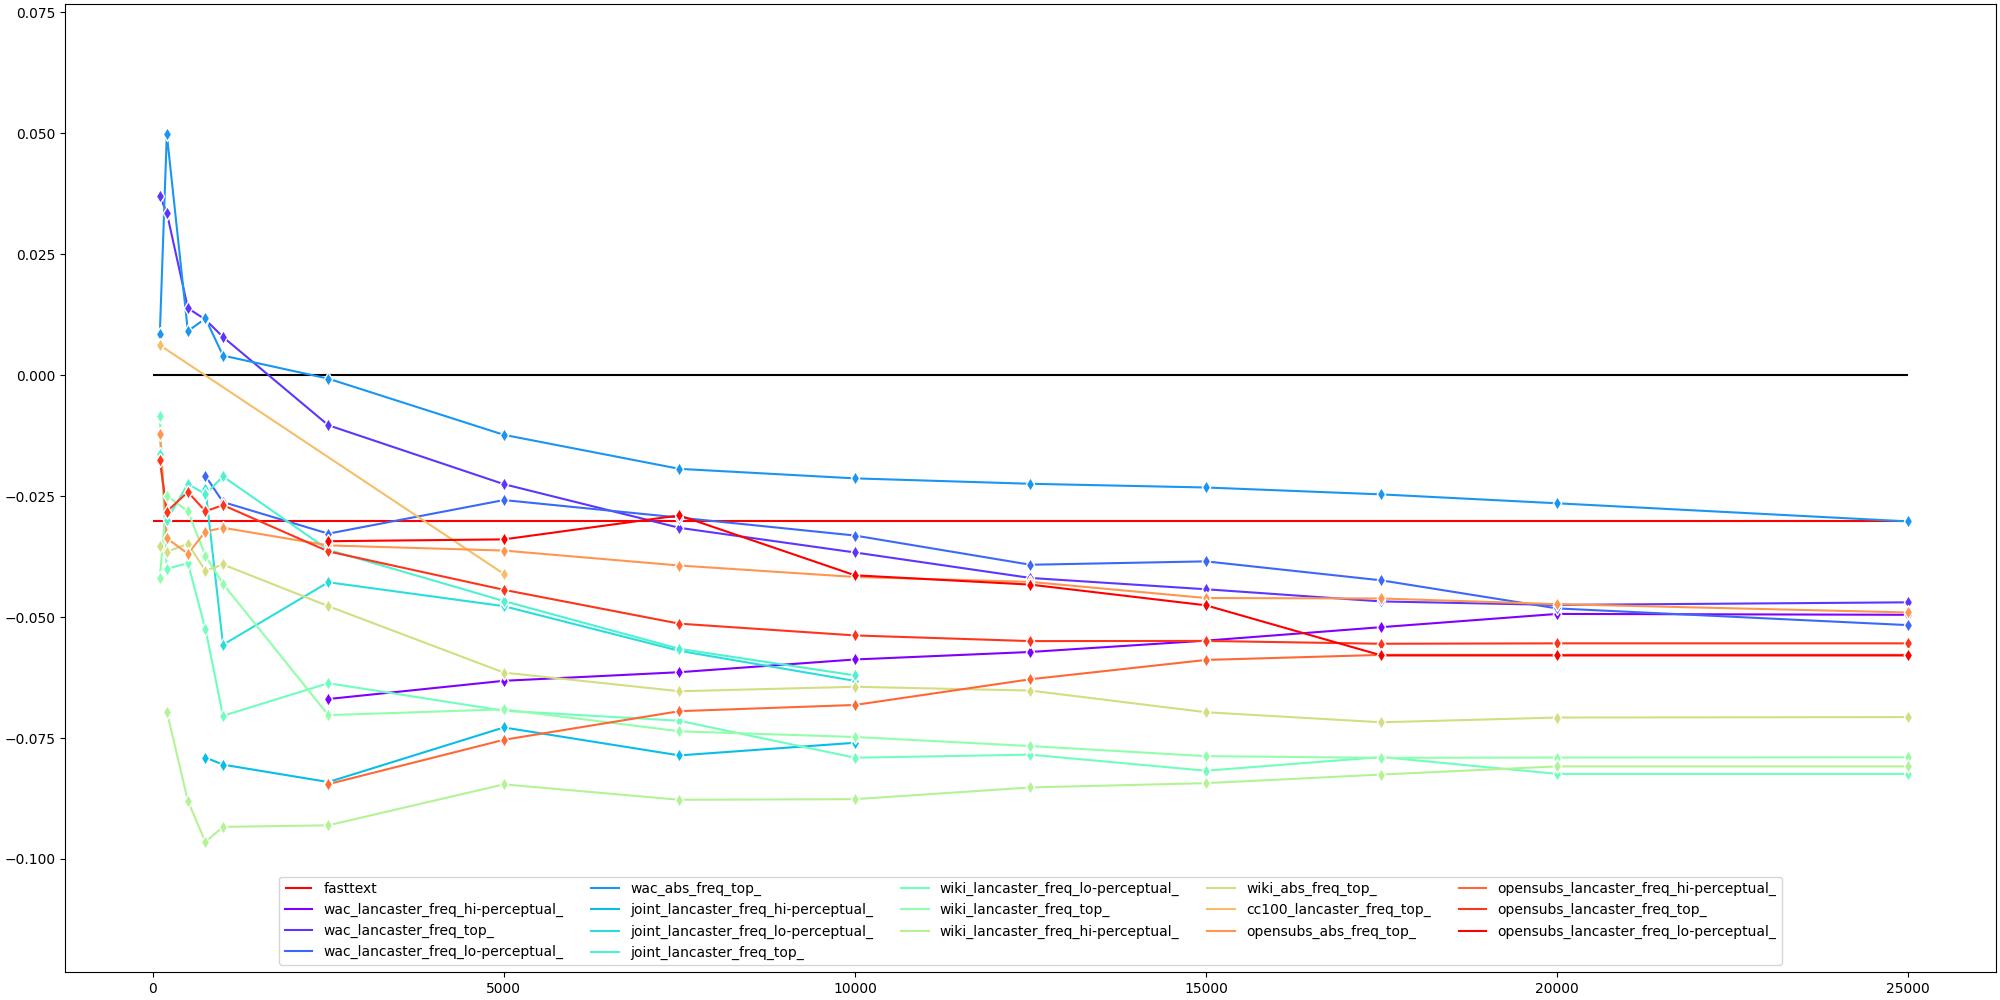 0.075
0.050
0.025
0.000
−0.025
−0.050
−0.075
−0.100
fasttext
wac_lancaster_freq_hi-perceptual_
wac_lancaster_freq_top_
wac_lancaster_freq_lo-perceptual_
wac_abs_freq_top_
joint_lancaster_freq_hi-perceptual_
joint_lancaster_freq_lo-perceptual_
joint_lancaster_freq_top_
wiki_lancaster_freq_lo-perceptual_
wiki_lancaster_freq_top_
wiki_lancaster_freq_hi-perceptual_
wiki_abs_freq_top_
cc100_lancaster_freq_top_
opensubs_abs_freq_top_
opensubs_lancaster_freq_hi-perceptual_
opensubs_lancaster_freq_top_
opensubs_lancaster_freq_lo-perceptual_
0 5000 10000 15000 20000 25000